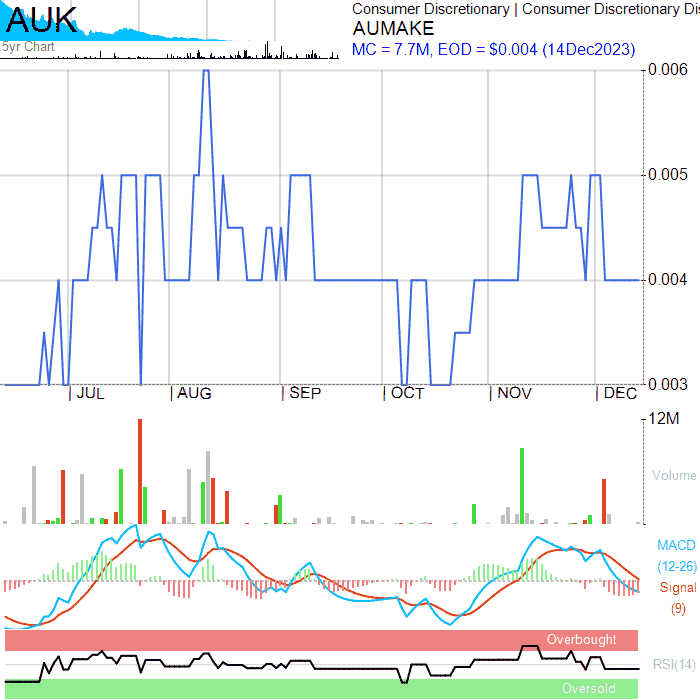 AUK
Consumer Discretionary | Consumer Discretionary Dis
AUMAKE
5yr Chart
MC = 7.7M, EOD = $0.004 (14Dec2023)
0.006
0.005
0.004
0.003
JUL AUG SEP OCT NOV DEC
12M
Volume
MACD
(12-26)
Signal
(9)
Overbought
RSI(14)
Oversold